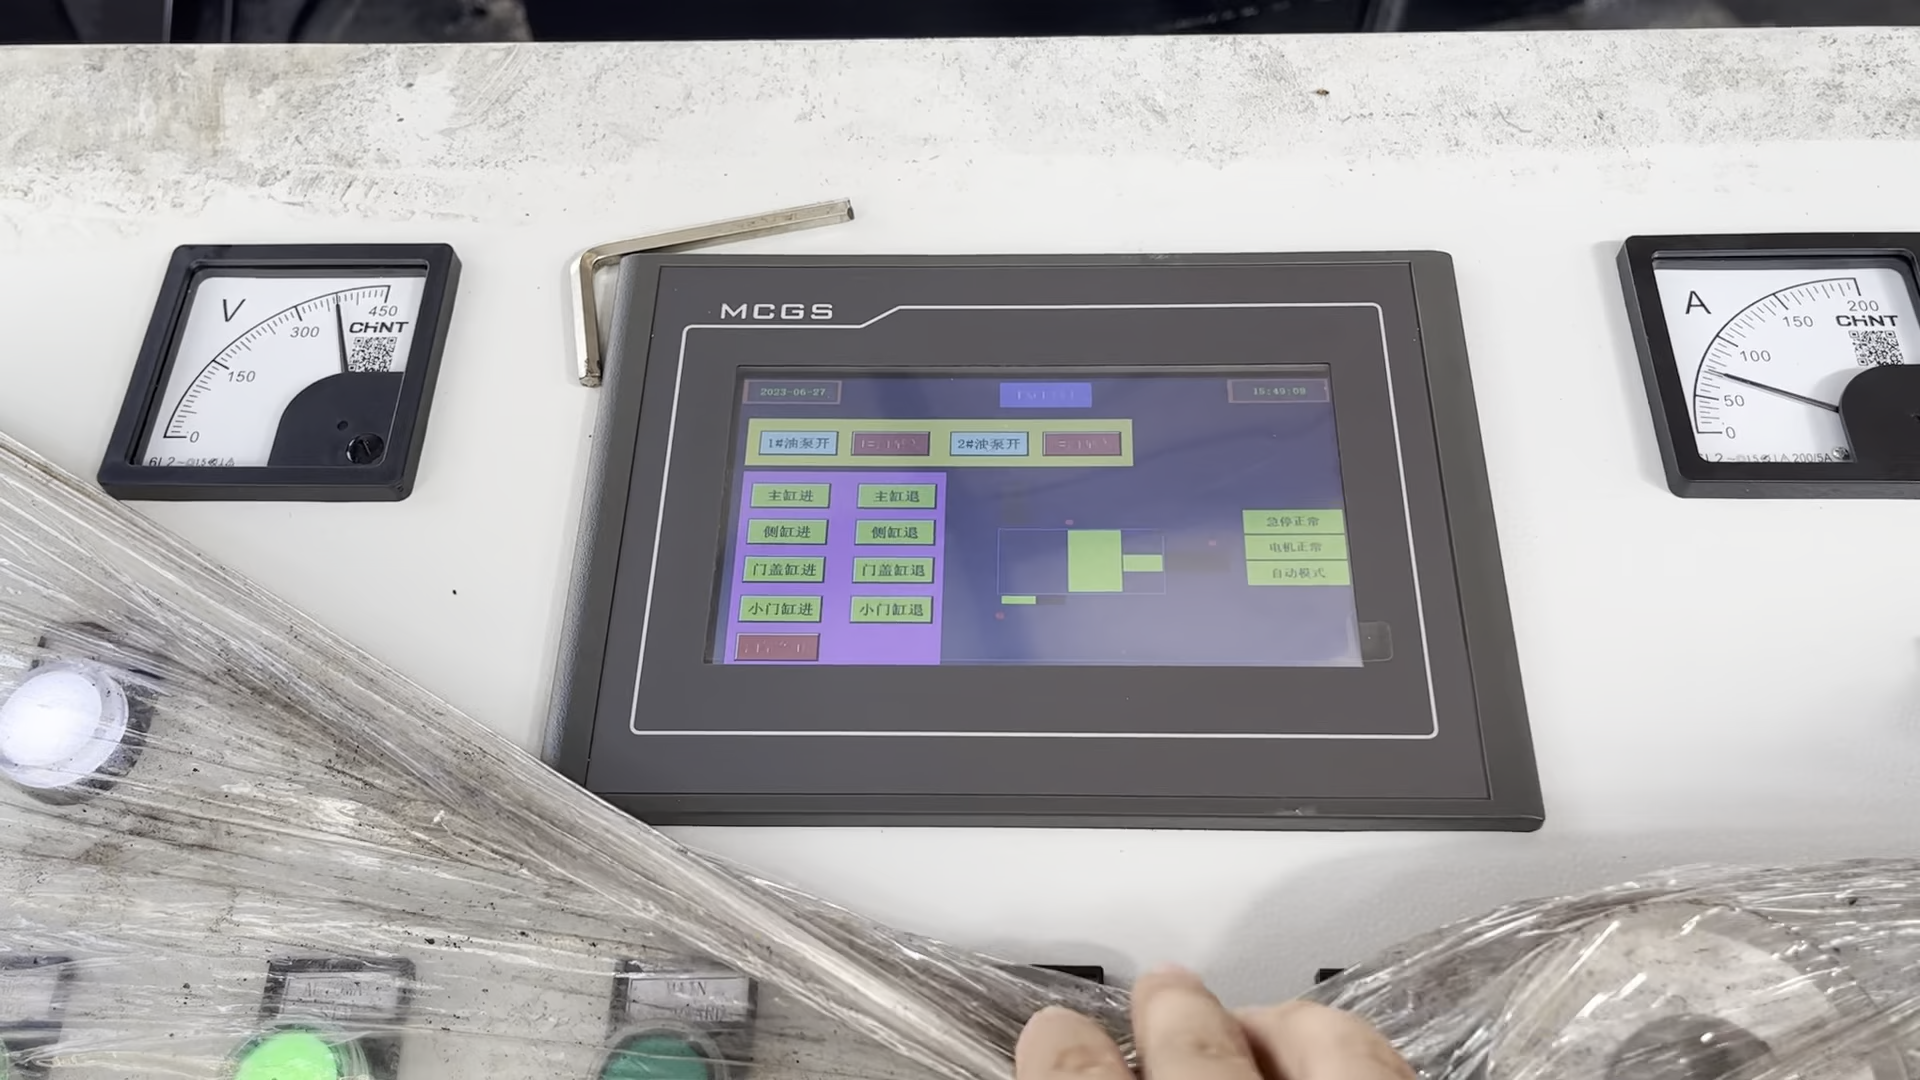 V
450
300
150
0
CHNT
MCGS
2023-06-27
15:49:09
1#油泵开
2#油泵开
主缸进
主缸退
侧缸进
侧缸退
门盖缸进
门盖缸退
小门缸进
小门缸退
急停正常
电机正常
自动模式
A
200
150
100
50
0
CHNT
200/5A
MAIN